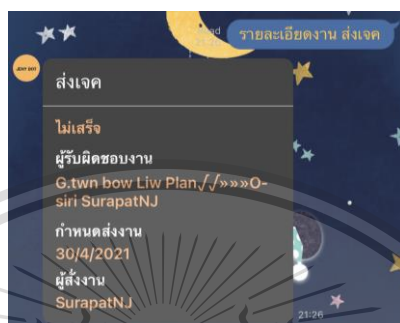 รายละเอียดงาน ส่งเจค
ส่งเจค
ไม่เสร็จ
ผู้รับผิดชอบงาน
G.twn bow Liw Plan√√»»»O-
siri SurapatNJ
กำหนดส่งงาน
30/4/2021
ผู้สั่งงาน
SurapatNJ
21:26